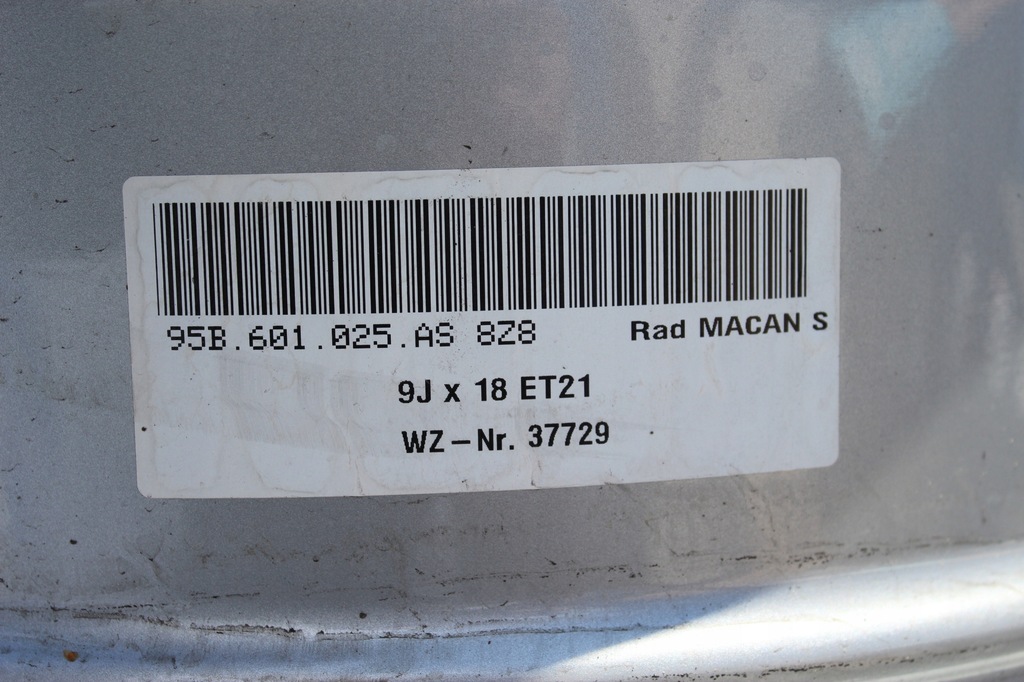 95B.601.025.AS 8Z8 Rad MACAN S
9J x 18 ET21
WZ-Nr. 37729